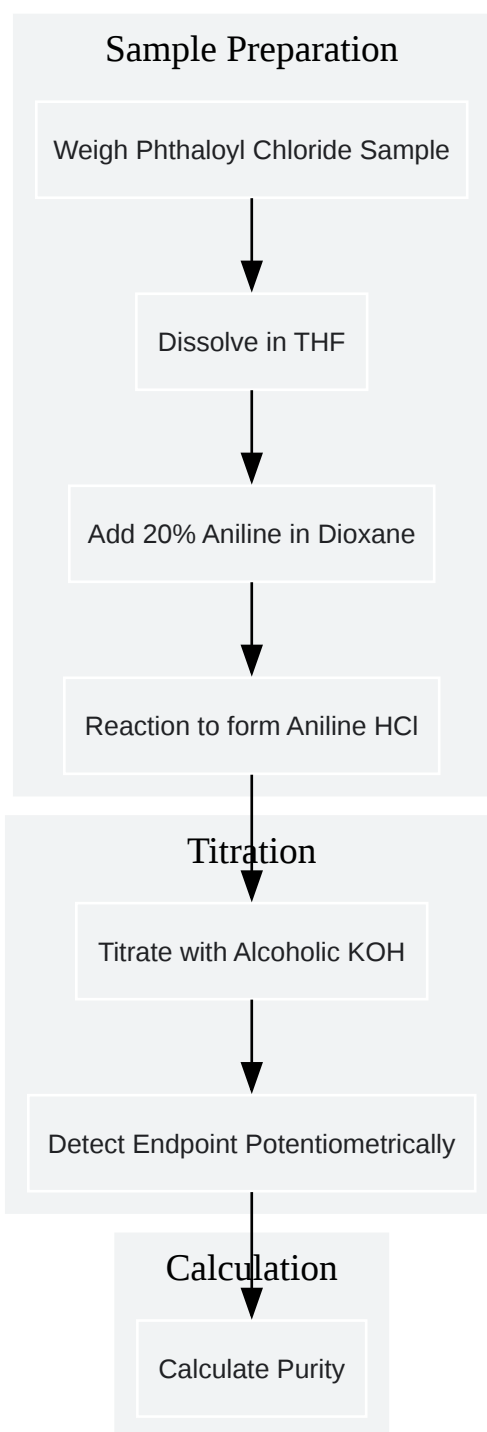 Sample Preparation
Weigh Phthaloyl Chloride Sample
Dissolve in THF
Add 20% Aniline in Dioxane
Reaction to form Aniline HCl
Titration
Titrate with Alcoholic KOH
Detect Endpoint Potentiometrically
Calculation
Calculate Purity